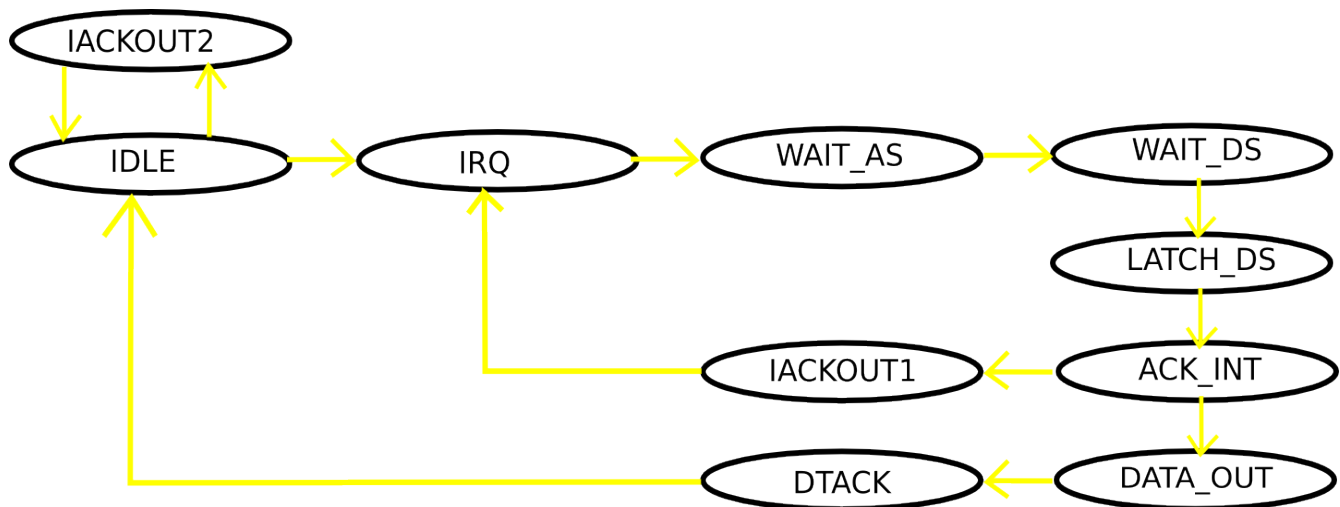 IACKOUT2
IDLE
IRQ
WAIT_AS
WAIT_DS
LATCH_DS
IACKOUT1
ACK_INT
DTACK
DATA_OUT